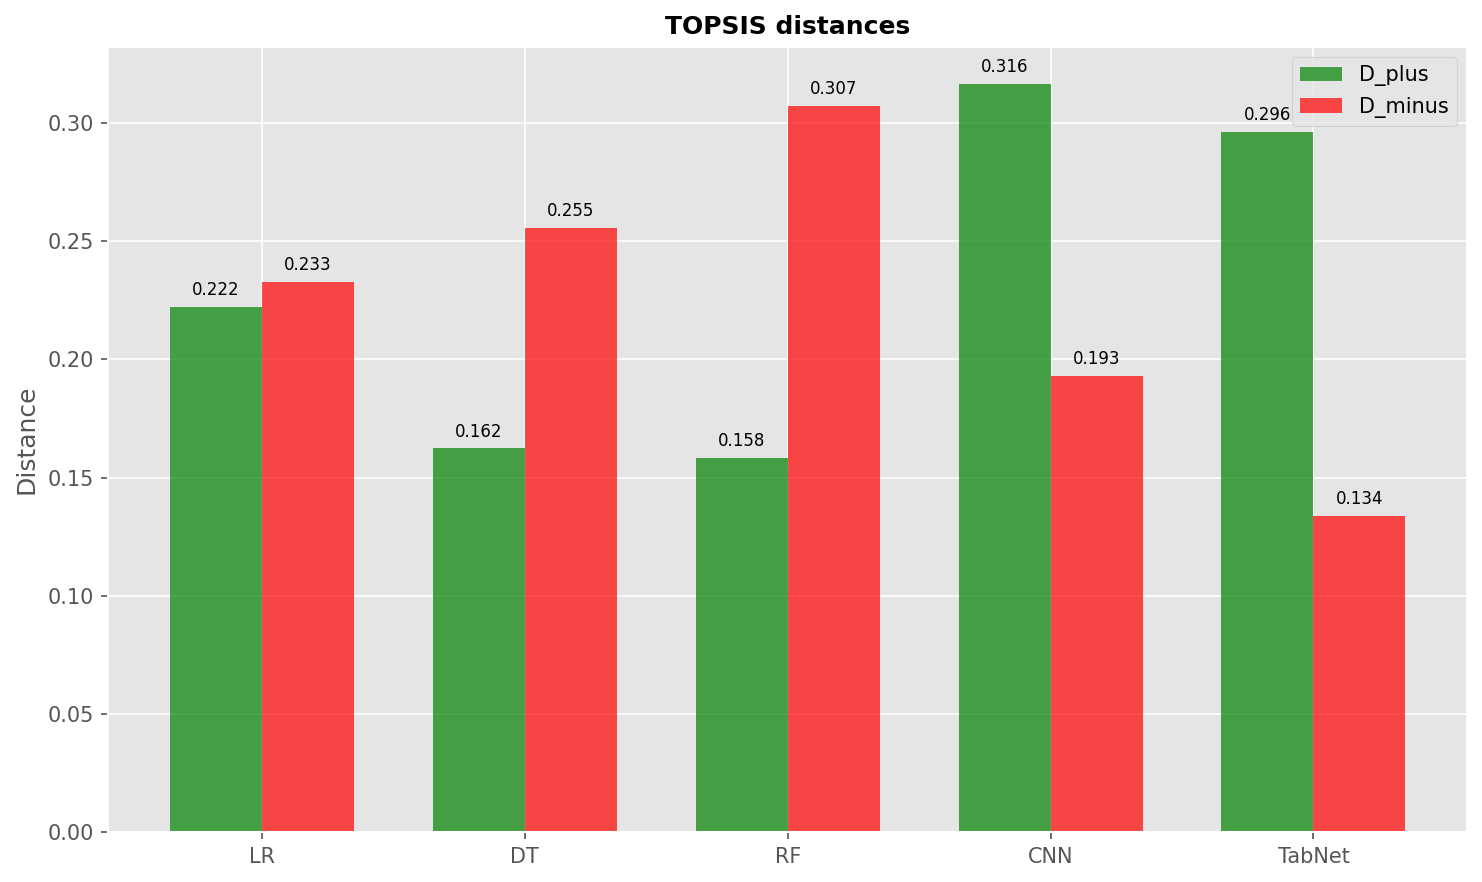 TOPSIS distances
D_plus
D_minus
Distance
0.30
0.25
0.20
0.15
0.10
0.05
0.00
0.222
0.233
0.162
0.255
0.158
0.307
0.316
0.193
0.296
0.134
LR
DT
RF
CNN
TabNet